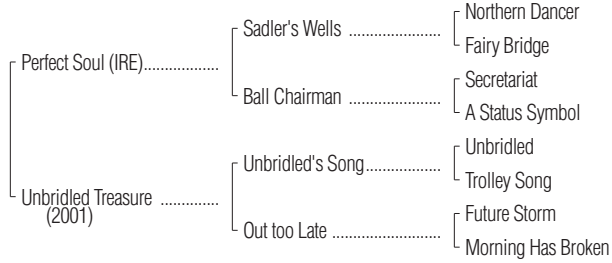 Northern Dancer
Sadler's Wells ....................
Fairy Bridge
Perfect Soul (IRE)................
Secretariat
Ball Chairman ....................
A Status Symbol
Unbridled
Unbridled's Song................
Trolley Song
Unbridled Treasure .............
(2001)
Future Storm
Out too Late .......................
Morning Has Broken